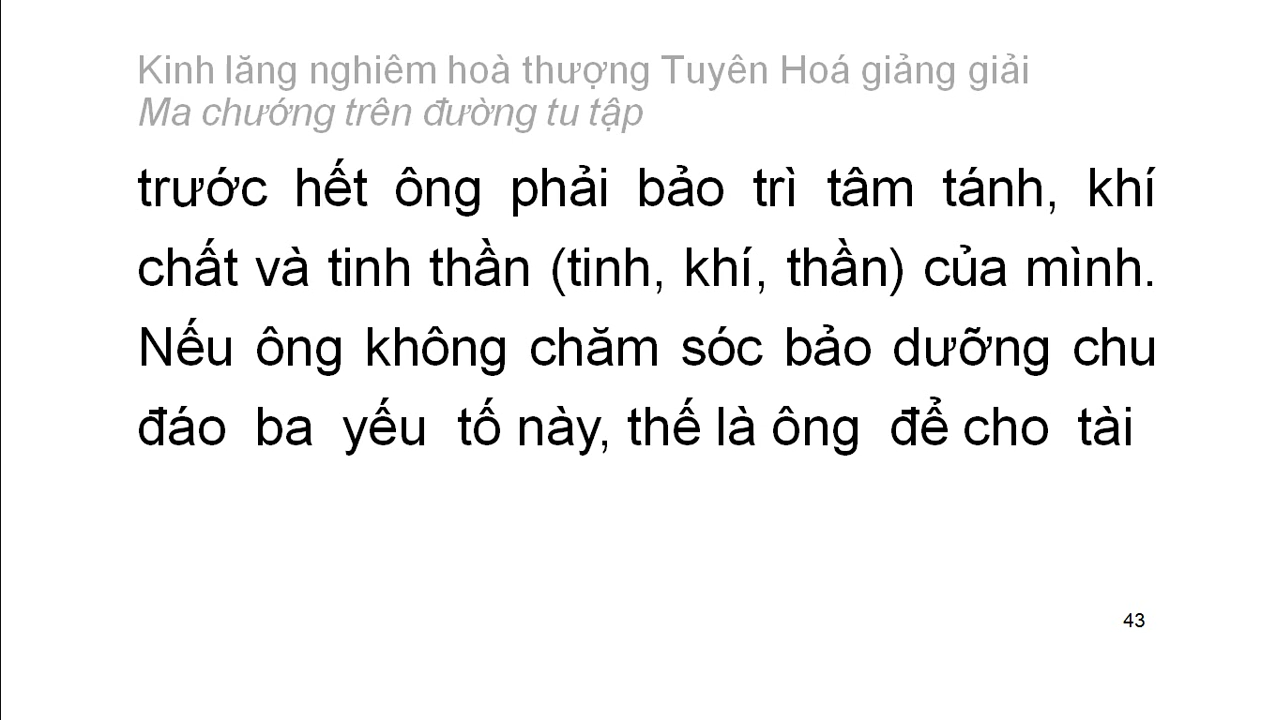 Kinh lăng nghiêm hoà thượng Tuyên Hoá giảng giải
Ma chướng trên đường tu tập
trước hết ông phải bảo trì tâm tánh, khí
chất và tinh thần (tinh, khí, thần) của mình.
Nếu ông không chăm sóc bảo dưỡng chu
đáo ba yếu tố này, thế là ông để cho tài
43